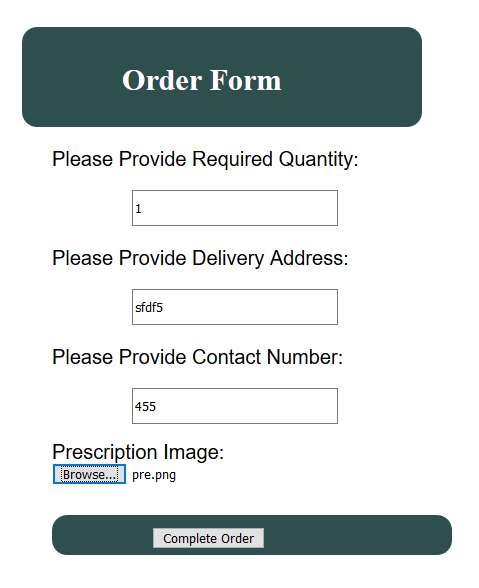 Order Form
Please Provide Required Quantity:
1
Please Provide Delivery Address:
sfdf5
Please Provide Contact Number:
455
Prescription Image:
Browse... pre.png
Complete Order